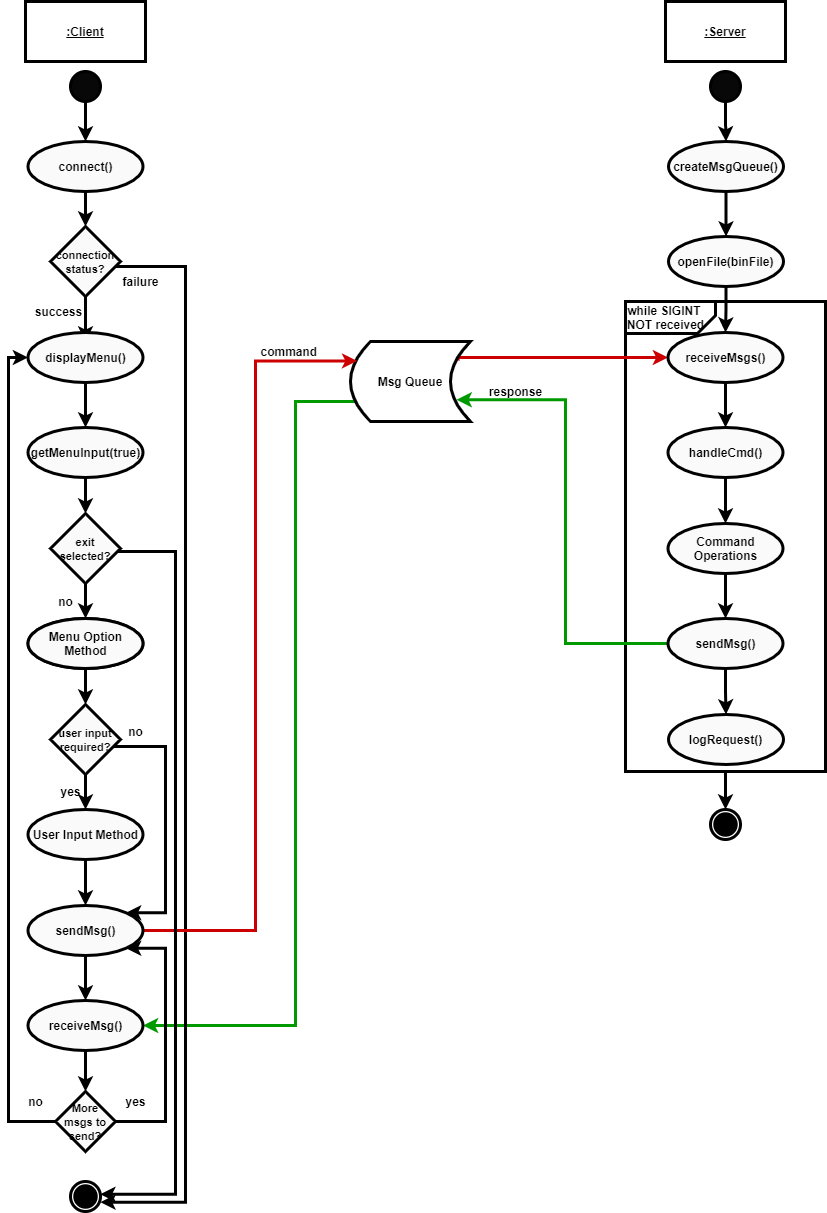 :Client
:Server
connect()
createMsgQueue()
connection
status?
failure
success
openFile(binFile)
while SIGINT
NOT received
displayMenu()
command
Msg Queue
response
receiveMsgs()
getMenuInput(true)
handleCmd()
exit
selected?
no
Command
Operations
Menu Option
Method
sendMsg()
user input
required?
no
yes
logRequest()
User Input Method
sendMsg()
receiveMsg()
no
More
msgs to
send?
yes